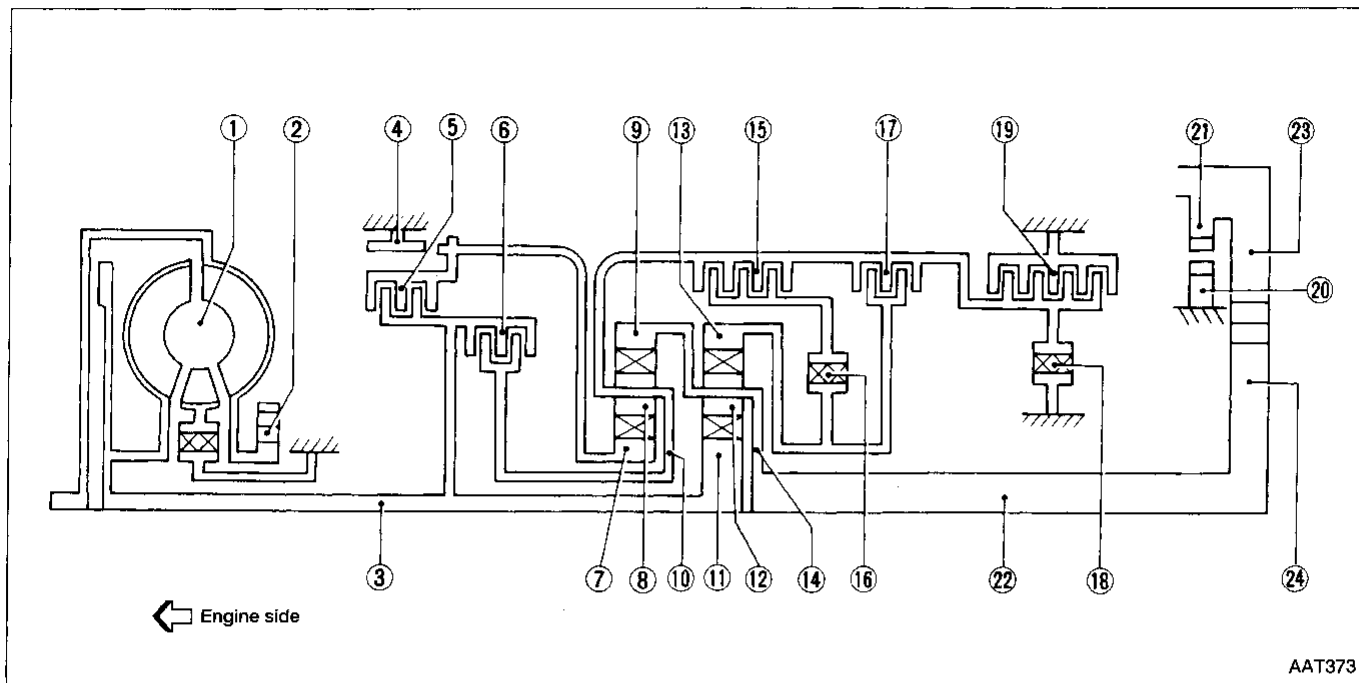 ① ② ④ ⑤ ⑥ ⑨ ⑬ ⑮ ⑰ ⑲ ㉑ ㉓
⑳
③ ⑦ ⑧ ⑩ ⑪ ⑫ ⑭ ⑯ ㉒ ⑱ ㉔
Engine side
AAT373